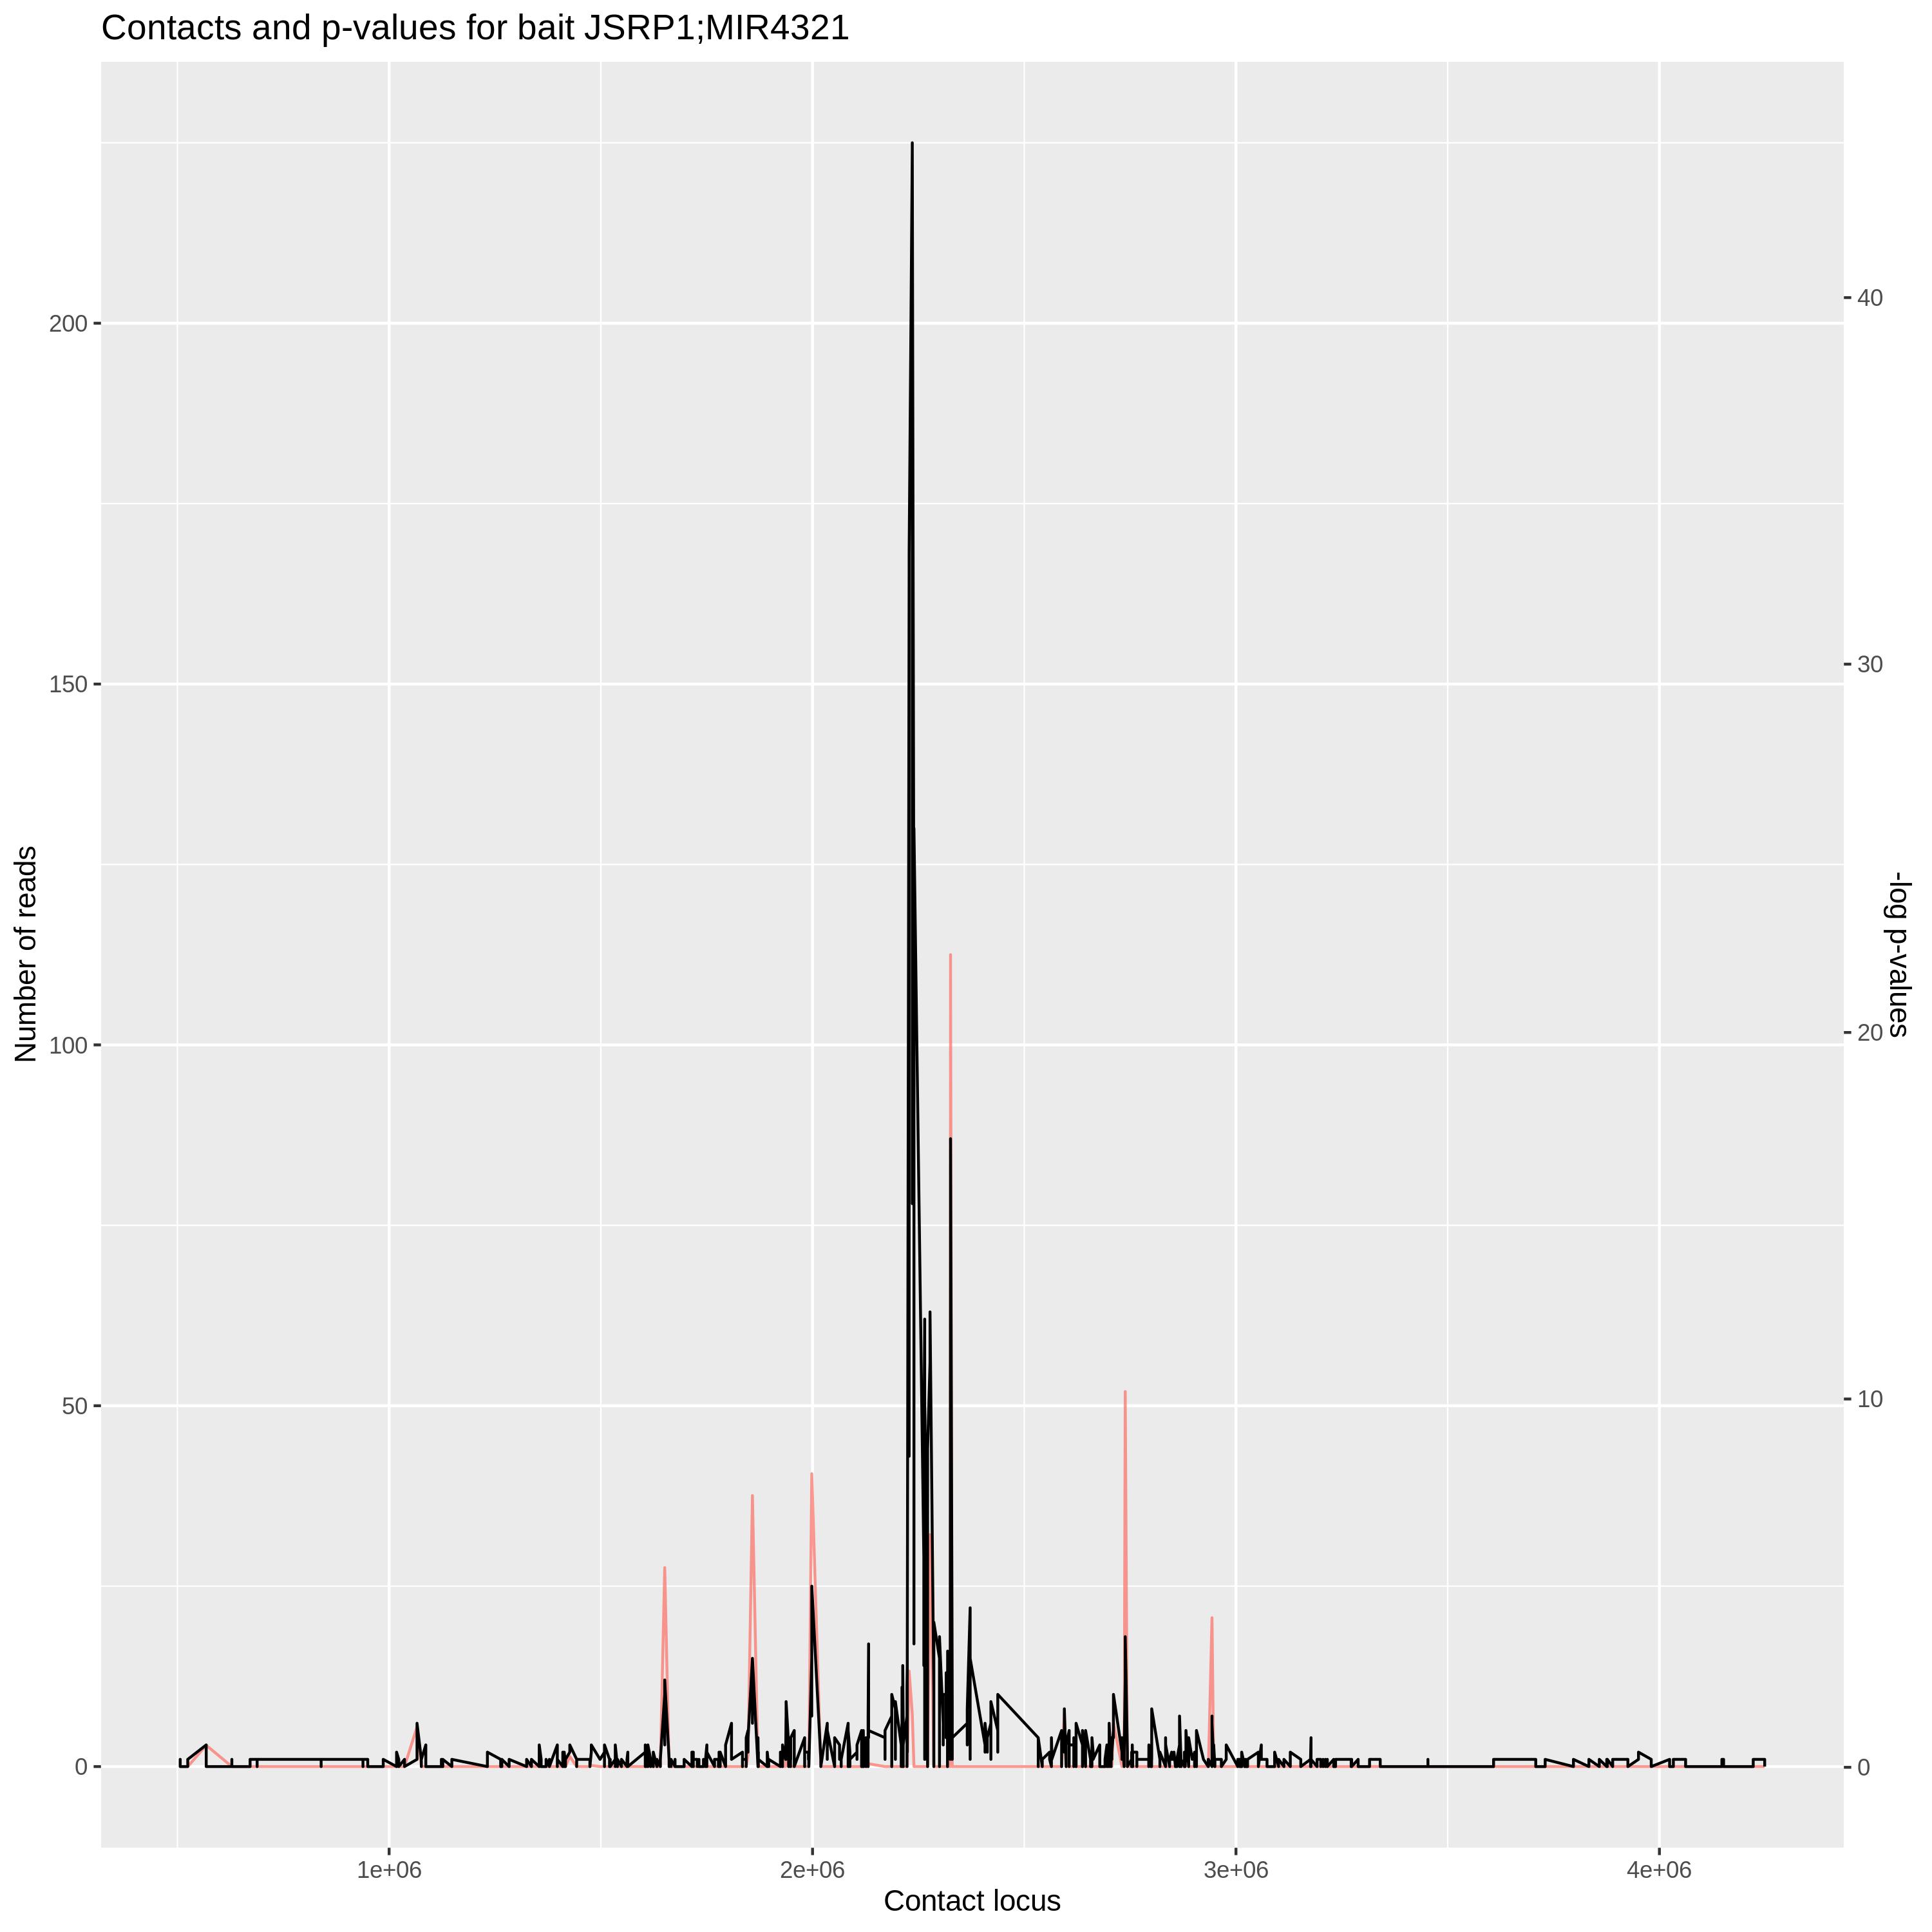 Contacts and p-values for bait JSRP1;MIR4321
Number of reads
200
150
100
50
0
40
30
20
10
0
-log p-values
1e+06
2e+06
3e+06
4e+06
Contact locus